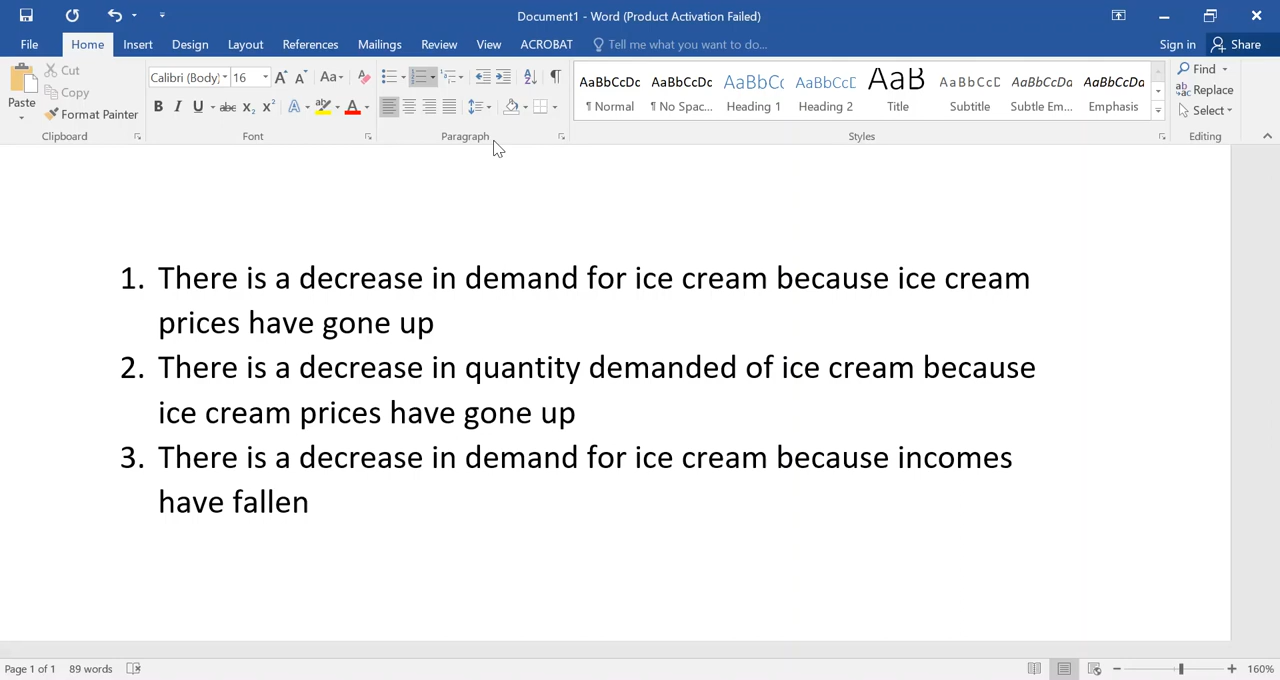 Document1 - Word (Product Activation Failed)
File Home Insert Design Layout References Mailings Review View ACROBAT Tell me what you want to do... Sign in Share
Cut
Copy
Format Painter
Paste
Clipboard
Calibri (Body) 16
Font
Paragraph
AaBbCcDc AaBbCcDc AaBbCc AaBbCcD AaB AaBbCcD AaBbCcDd AaBbCcDd
¶ Normal ¶ No Spac... Heading 1 Heading 2 Title Subtitle Subtle Em... Emphasis
Styles
Find
Replace
Select
Editing
1. There is a decrease in demand for ice cream because ice cream
prices have gone up
2. There is a decrease in quantity demanded of ice cream because
ice cream prices have gone up
3. There is a decrease in demand for ice cream because incomes
have fallen
Page 1 of 1 89 words 160%